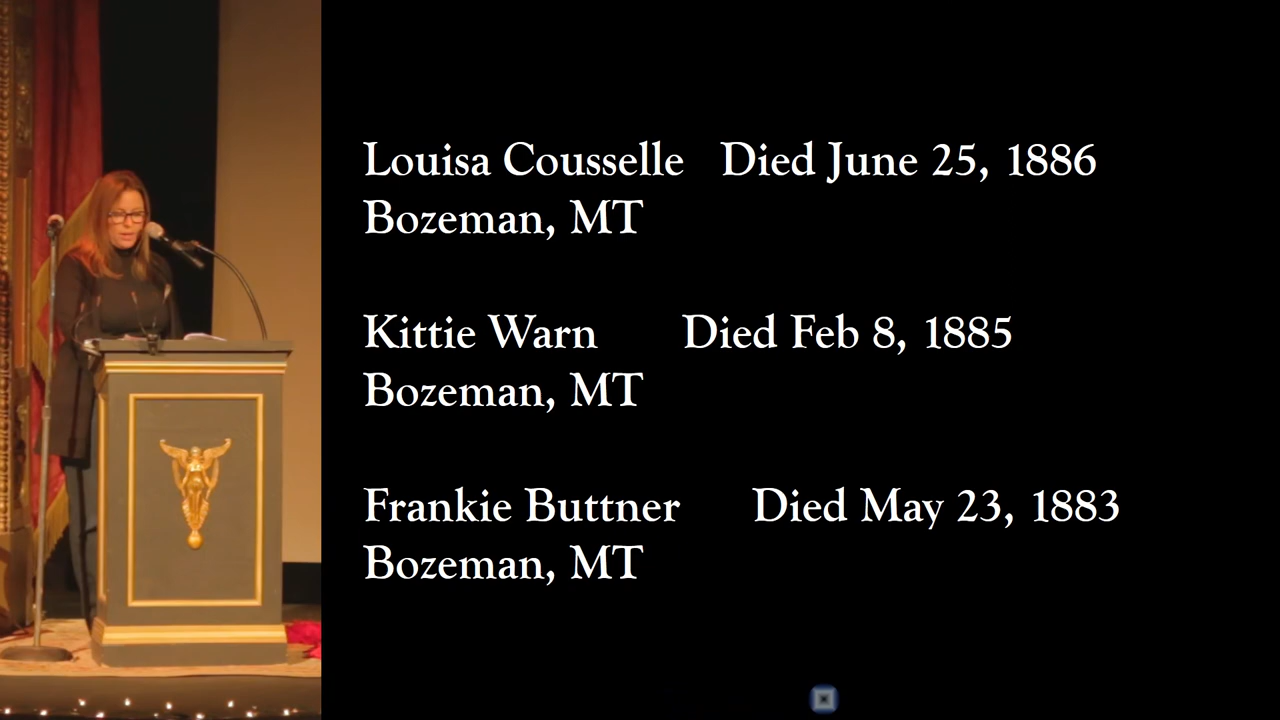 Louisa Cousselle Died June 25, 1886
Bozeman, MT
Kittie Warn Died Feb 8, 1885
Bozeman, MT
Frankie Buttner Died May 23, 1883
Bozeman, MT